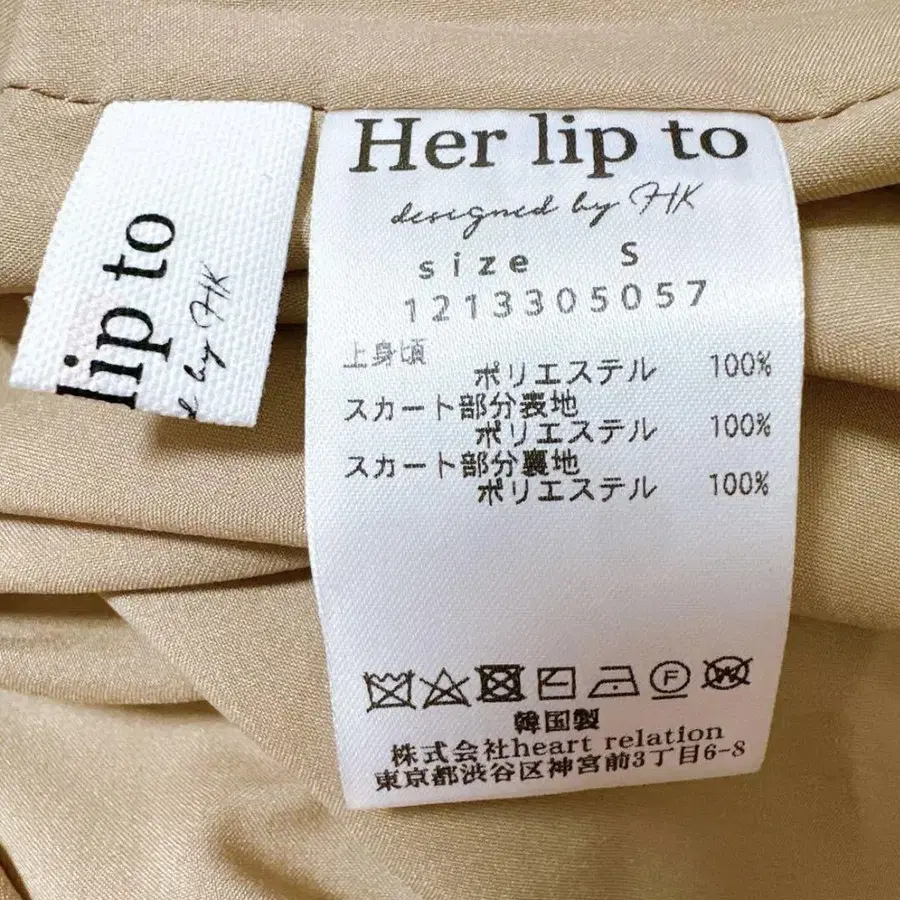 Her lip to
designed by HK
size S
1213305057
上身頃
ポリエステル 100%
スカート部分表地
ポリエステル 100%
スカート部分裏地
ポリエステル 100%
F
W
韓国製
株式会社heart relation
東京都渋谷区神宮前3丁目6-8
lip to
by HK